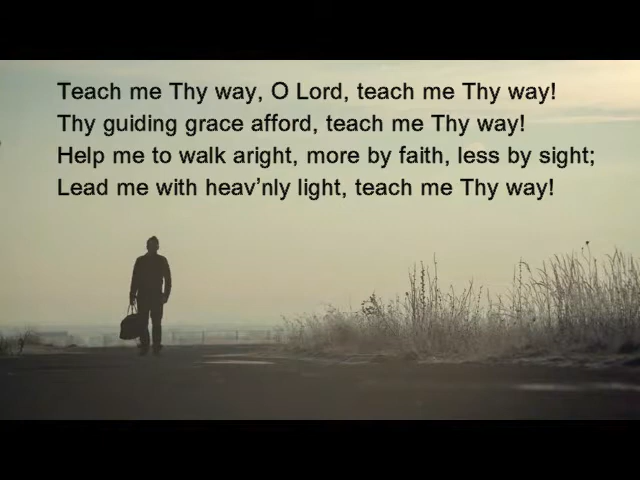 Teach me Thy way, O Lord, teach me Thy way!
Thy guiding grace afford, teach me Thy way!
Help me to walk aright, more by faith, less by sight;
Lead me with heav’nly light, teach me Thy way!